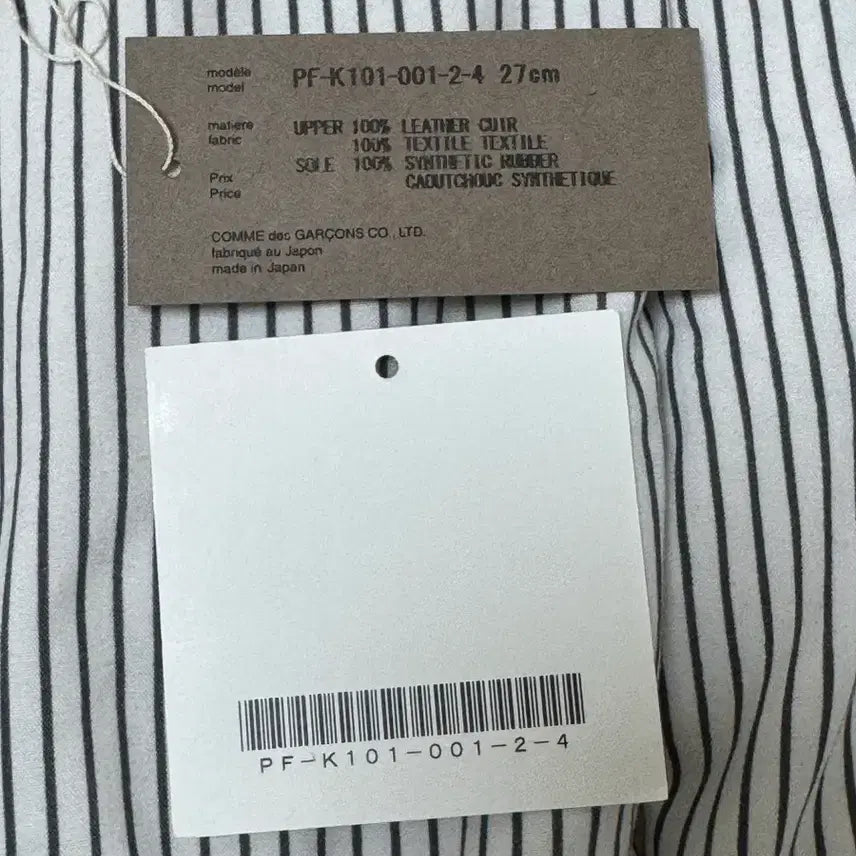 modèle PF-K101-001-2-4 27cm
model
matière UPPER 100% LEATHER CUIR
fabric 100% TEXTILE TEXTILE
SOLE 100% SYNTHETIC RUBBER
Prix CAOUTCHOUC SYNTHETIQUE
Price
COMME des GARÇONS CO., LTD.
fabriqué au Japon
made in Japan
PF-K101-001-2-4